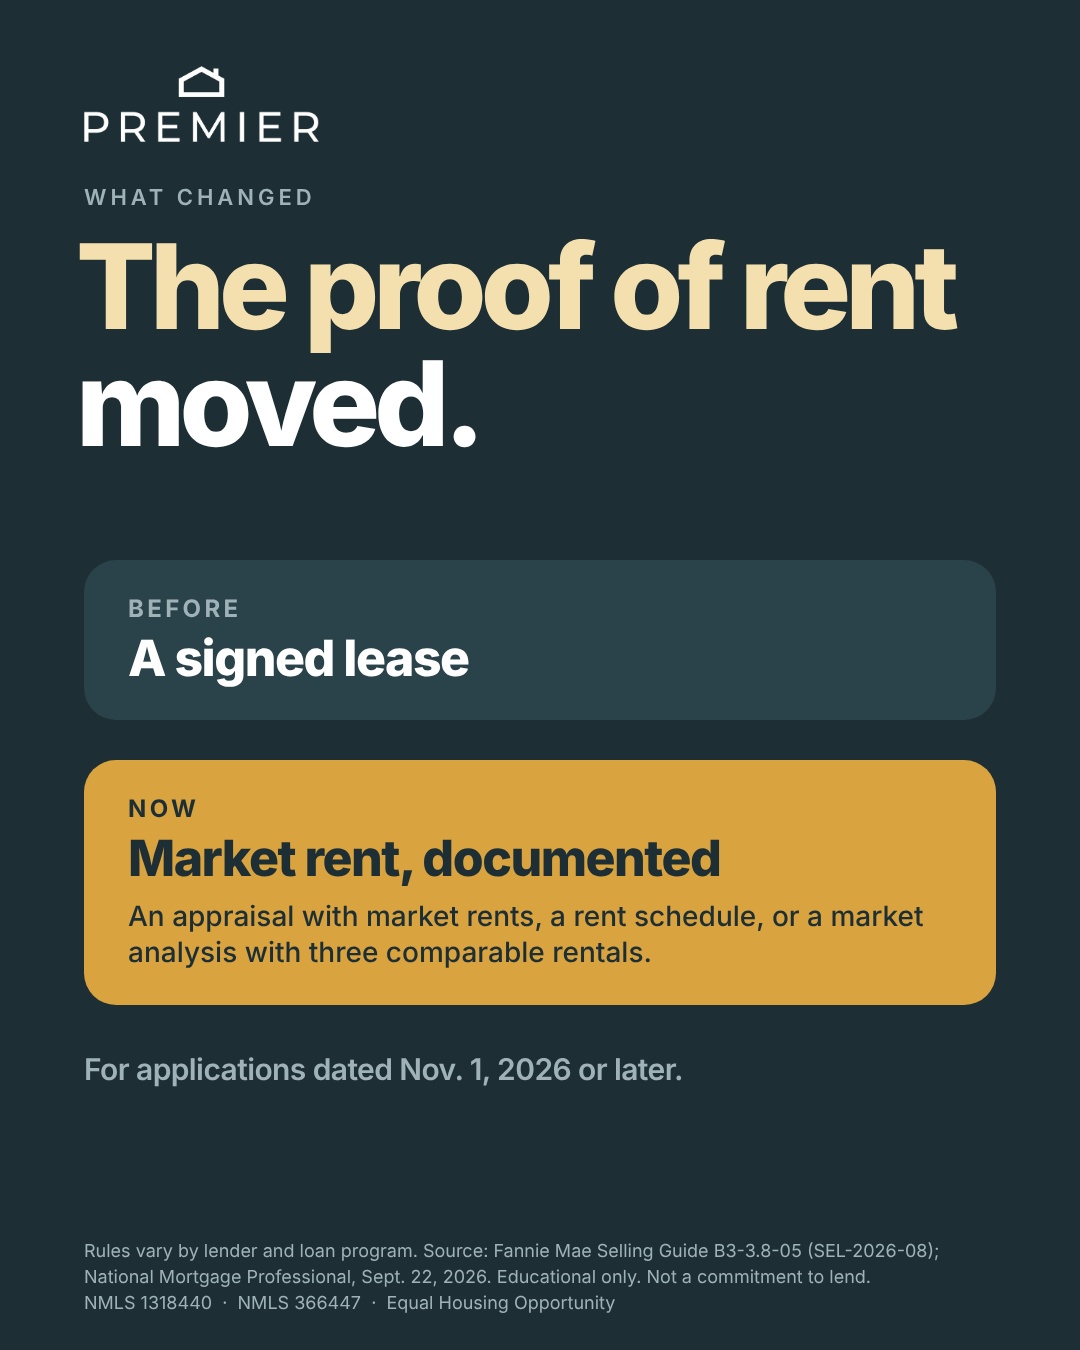 PREMIER
WHAT CHANGED
The proof of rent
moved.
BEFORE
A signed lease
NOW
Market rent, documented
An appraisal with market rents, a rent schedule, or a market
analysis with three comparable rentals.
For applications dated Nov. 1, 2026 or later.
Rules vary by lender and loan program. Source: Fannie Mae Selling Guide B3-3.8-05 (SEL-2026-08);
National Mortgage Professional, Sept. 22, 2026. Educational only. Not a commitment to lend.
NMLS 1318440 · NMLS 366447 · Equal Housing Opportunity